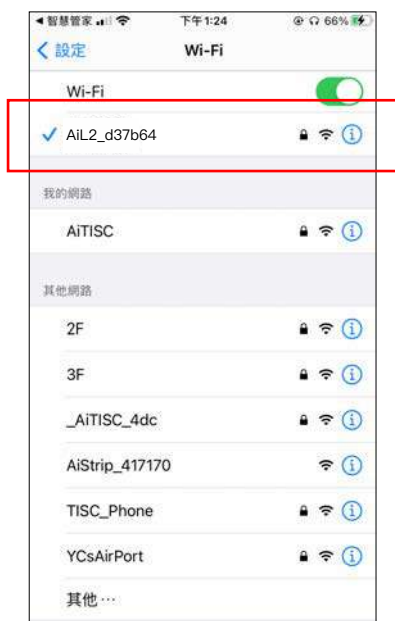 智慧管家 下午1:24 66%
設定 Wi-Fi
Wi-Fi
AiL2_d37b64
我的網路
AiTISC
其他網路
2F
3F
_AiTISC_4dc
AiStrip_417170
TISC_Phone
YCsAirPort
其他…